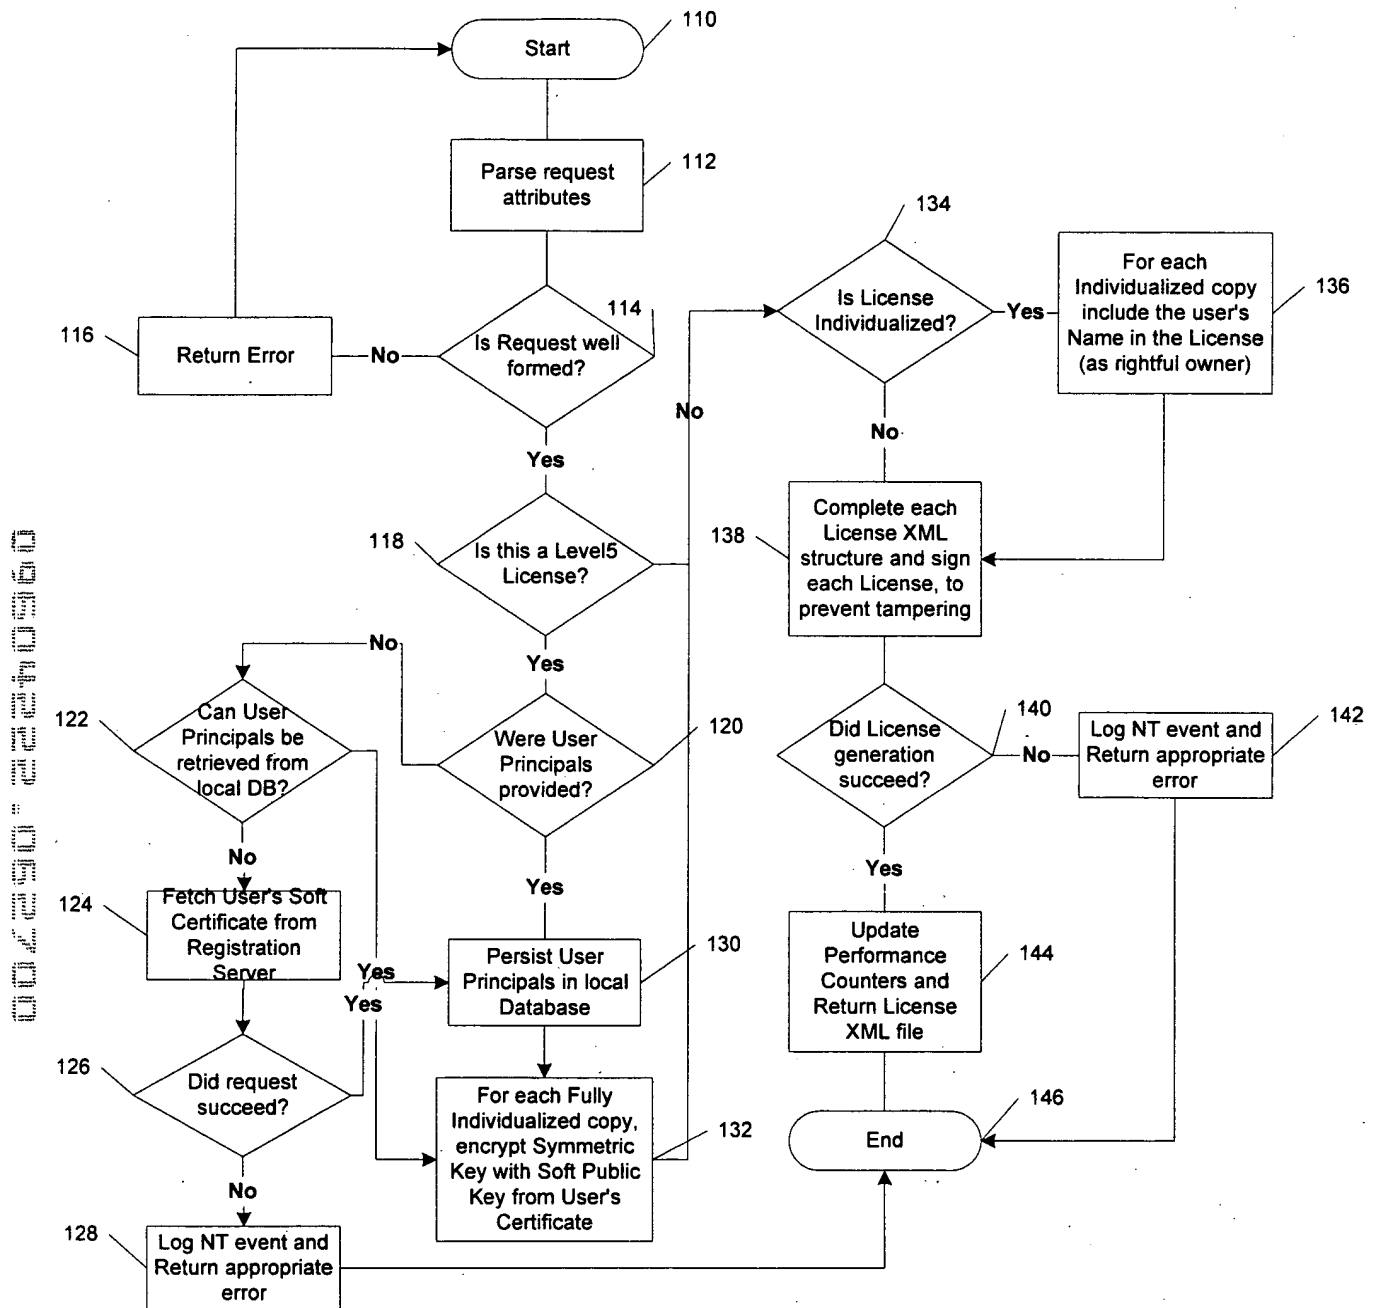 Start
110
Parse request
attributes
112
Is Request well
formed?
114
No
Return Error
116
Yes
Is this a Level5
License?
118
No
Yes
Were User
Principals
provided?
120
No
Can User
Principals be
retrieved from
local DB?
122
No
Fetch User's Soft
Certificate from
Registration
Server
124
Did request
succeed?
126
No
Log NT event and
Return appropriate
error
128
Yes
Yes
Yes
Persist User
Principals in local
Database
130
For each Fully
Individualized copy,
encrypt Symmetric
Key with Soft Public
Key from User's
Certificate
132
Is License
Individualized?
134
Yes
For each
Individualized copy
include the user's
Name in the License
(as rightful owner)
136
No
Complete each
License XML
structure and sign
each License, to
prevent tampering
138
Did License
generation
succeed?
140
No
Log NT event and
Return appropriate
error
142
Yes
Update
Performance
Counters and
Return License
XML file
144
End
146
09604222.062700